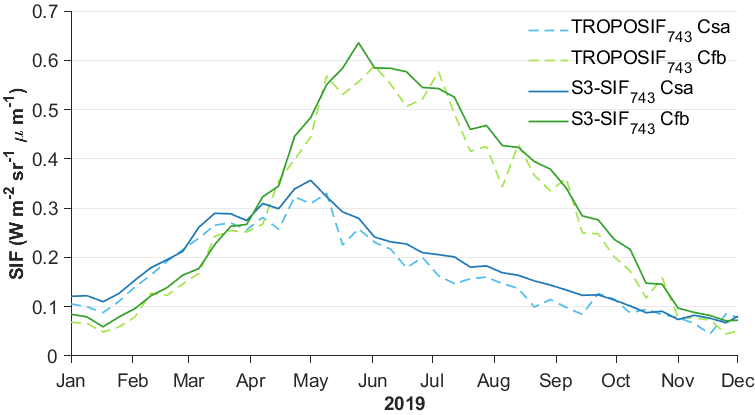 0.7
0.6
0.5
0.4
0.3
0.2
0.1
0
SIF (W m-2 sr-1 μ m-1)
TROPOSIF743 Csa
TROPOSIF743 Cfb
S3-SIF743 Csa
S3-SIF743 Cfb
Jan Feb Mar Apr May Jun Jul Aug Sep Oct Nov Dec
2019